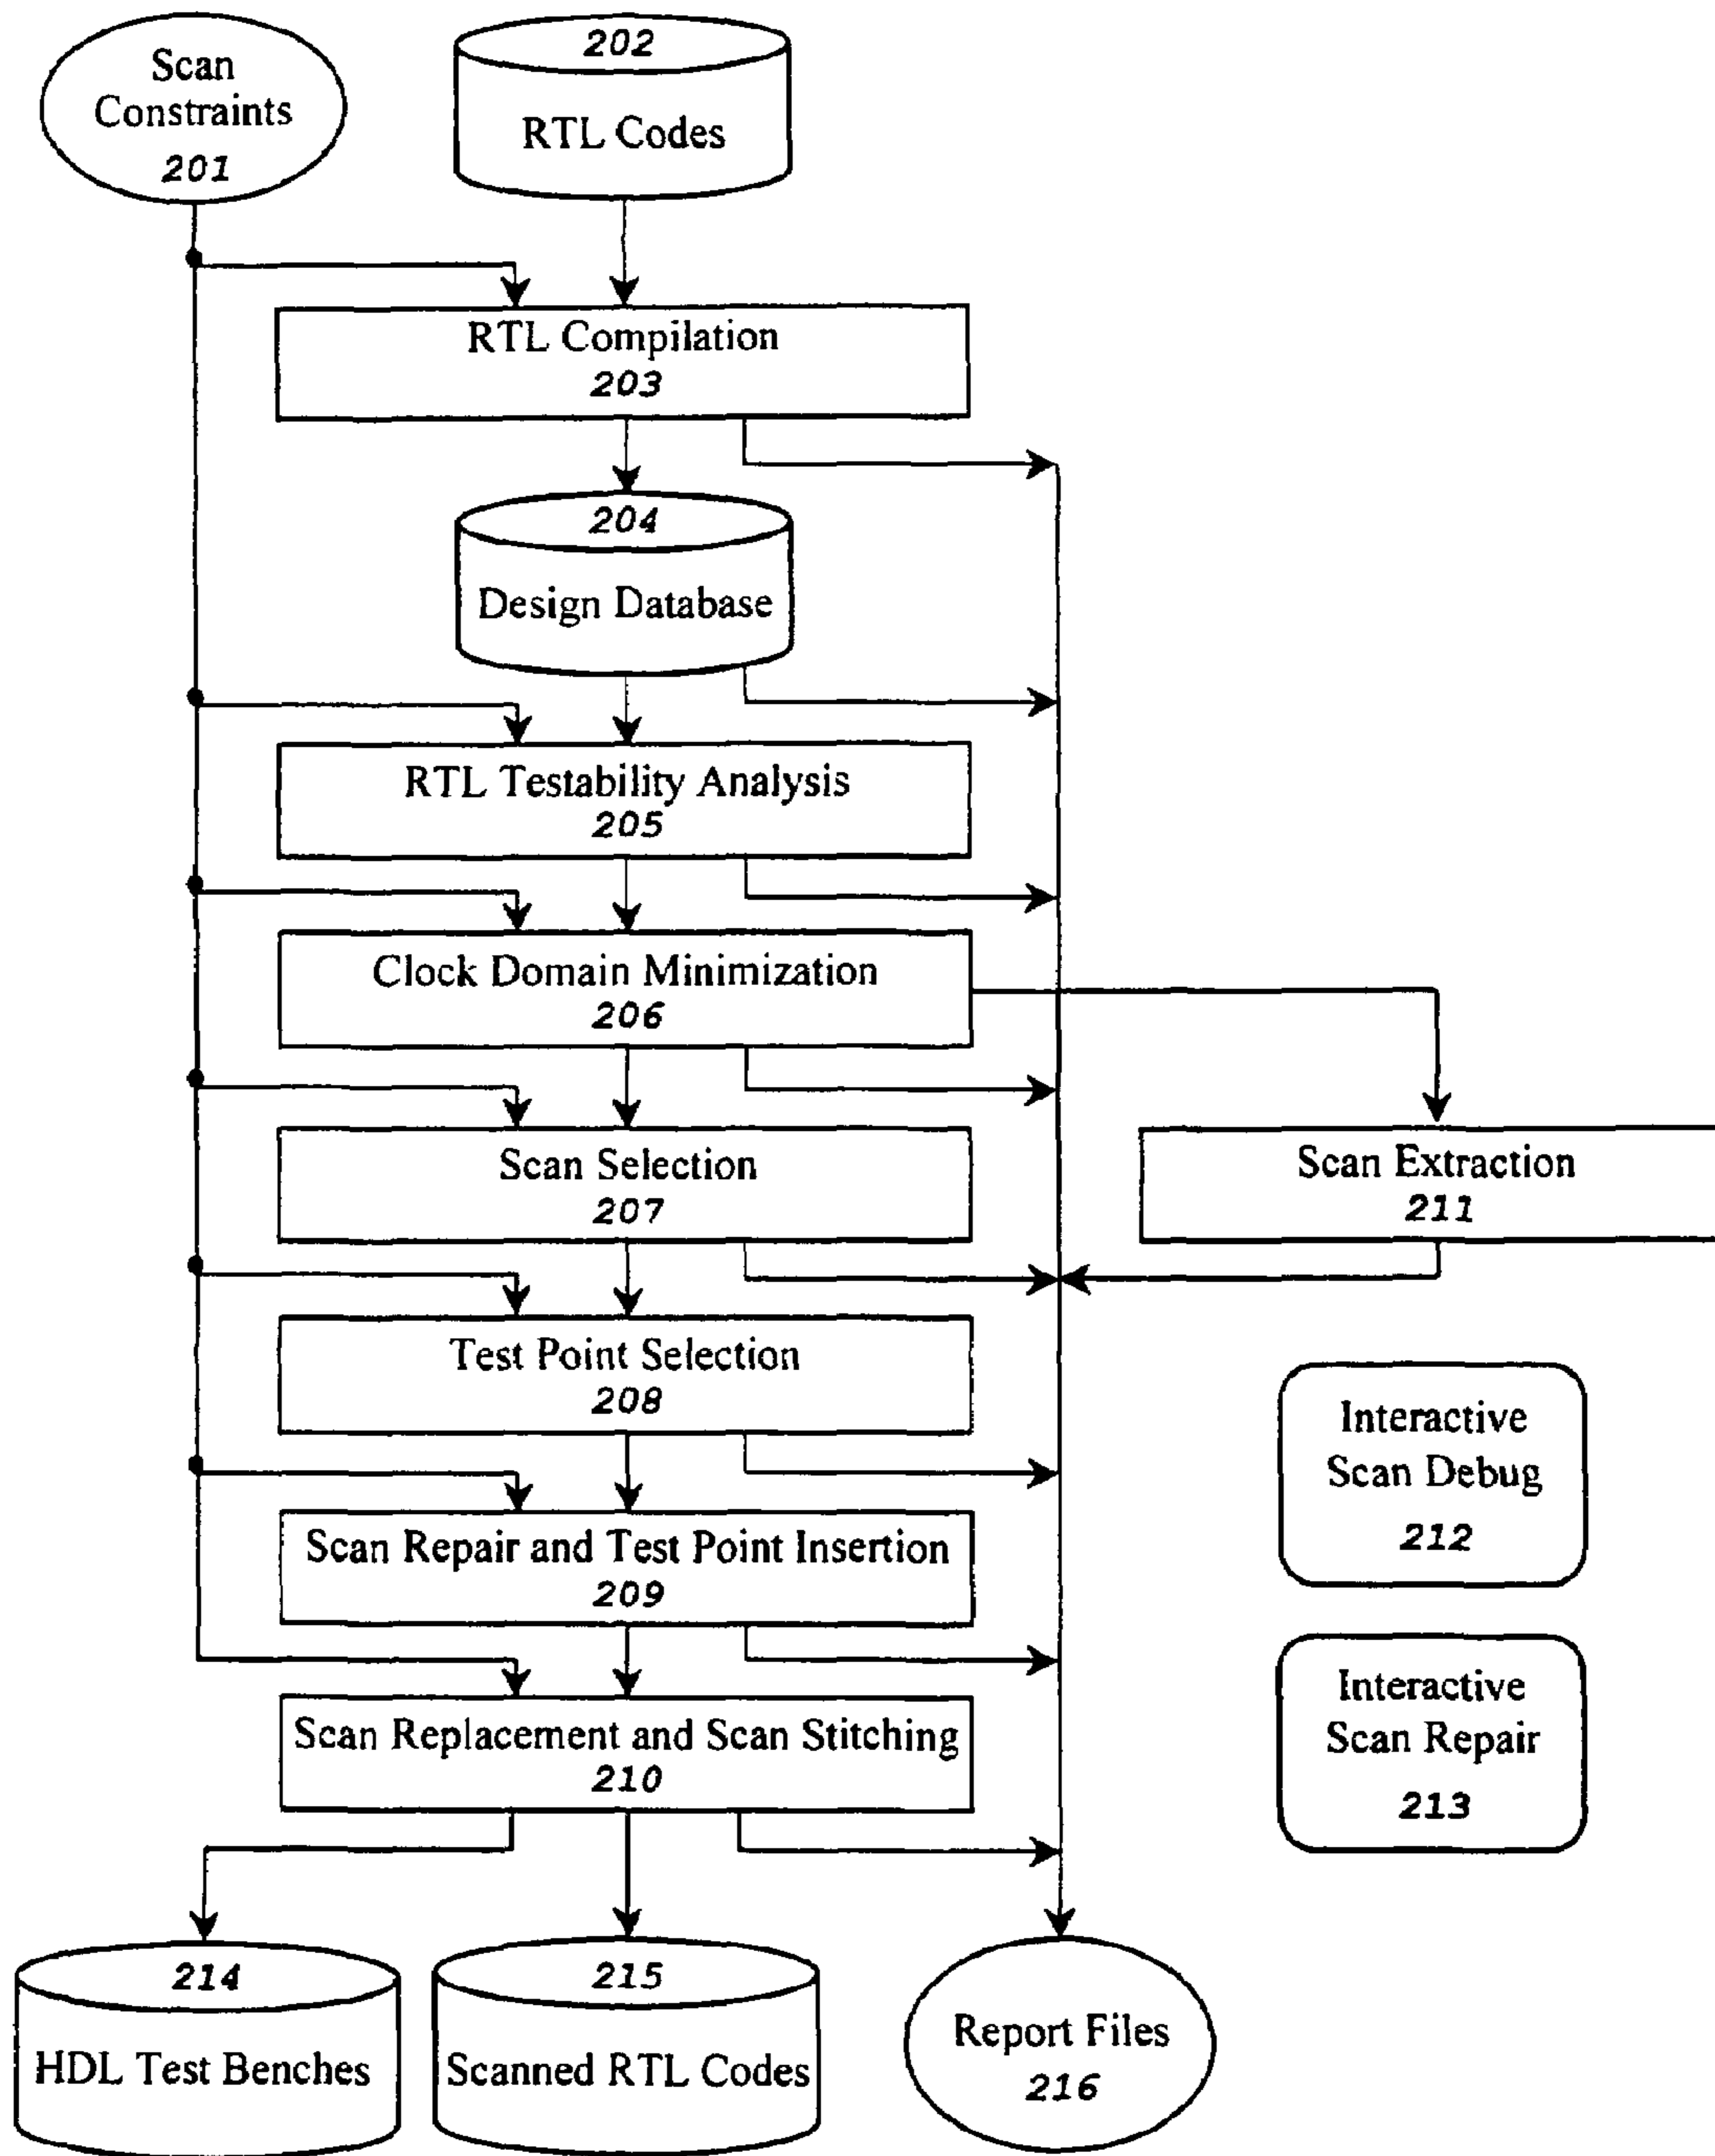 Scan
Constraints
201
202
RTL Codes
RTL Compilation
203
204
Design Database
RTL Testability Analysis
205
Clock Domain Minimization
206
Scan Selection
207
Scan Extraction
211
Test Point Selection
208
Interactive
Scan Debug
212
Scan Repair and Test Point Insertion
209
Interactive
Scan Repair
213
Scan Replacement and Scan Stitching
210
214
HDL Test Benches
215
Scanned RTL Codes
Report Files
216